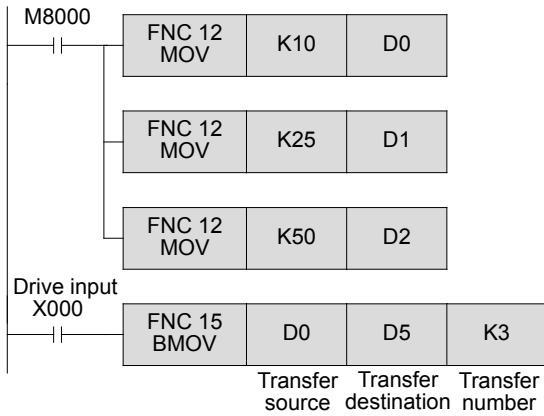 M8000
FNC 12
MOV
K10
D0
FNC 12
MOV
K25
D1
FNC 12
MOV
K50
D2
Drive input
X000
FNC 15
BMOV
D0
D5
K3
Transfer
source
Transfer
destination
Transfer
number